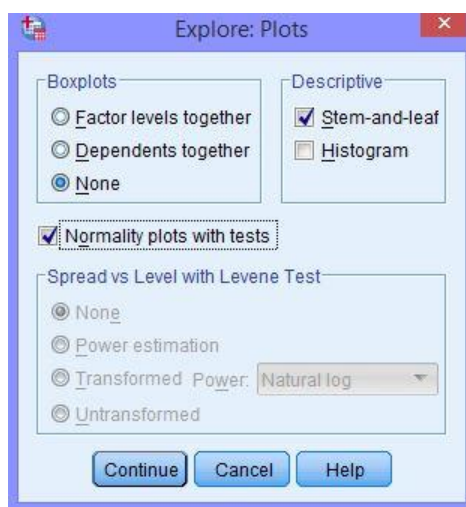 Explore: Plots
Boxplots
Factor levels together
Dependents together
None
Descriptive
Stem-and-leaf
Histogram
Normality plots with tests
Spread vs Level with Levene Test
None
Power estimation
Transformed Power: Natural log
Untransformed
Continue Cancel Help